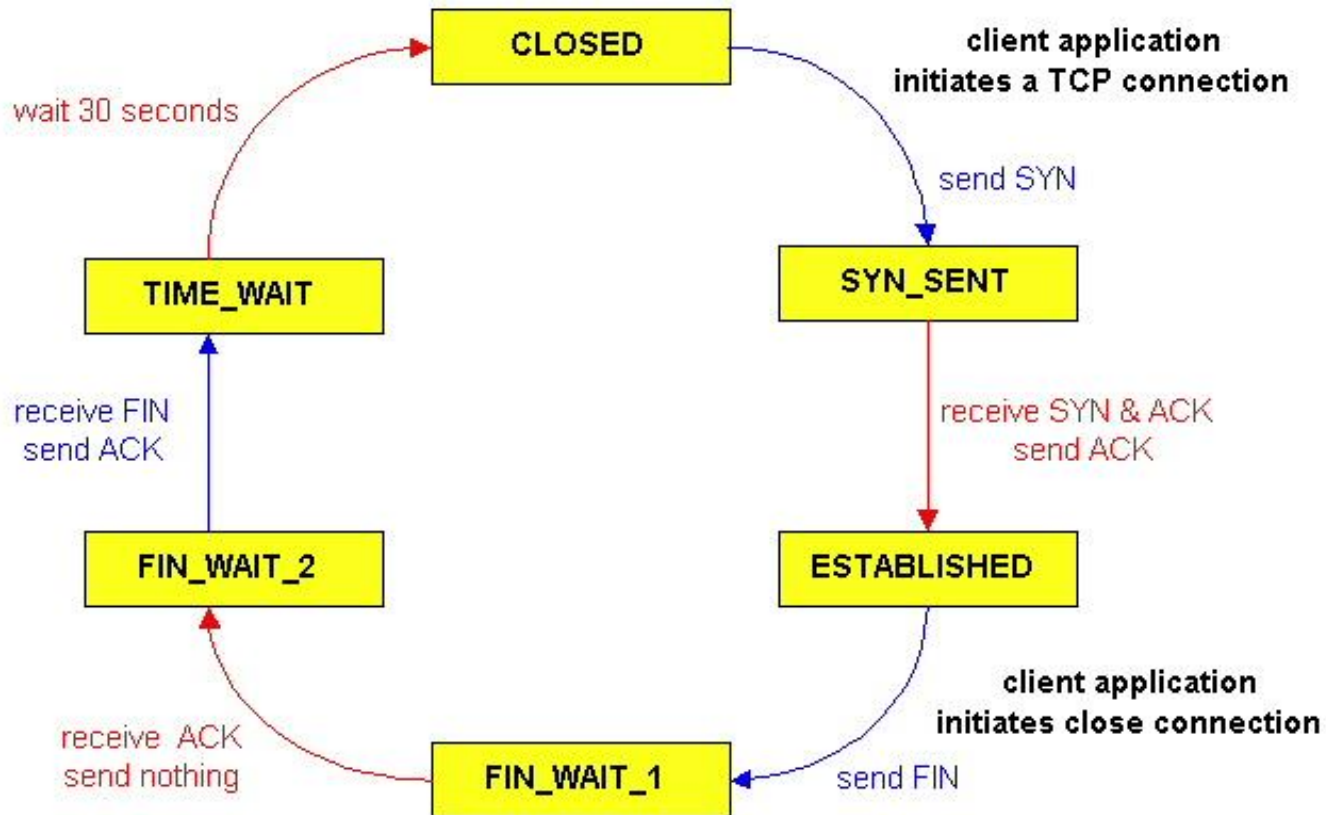 CLOSED
client application
initiates a TCP connection
wait 30 seconds
send SYN
TIME_WAIT
SYN_SENT
receive FIN
send ACK
receive SYN & ACK
send ACK
FIN_WAIT_2
ESTABLISHED
client application
initiates close connection
receive ACK
send nothing
FIN_WAIT_1
send FIN